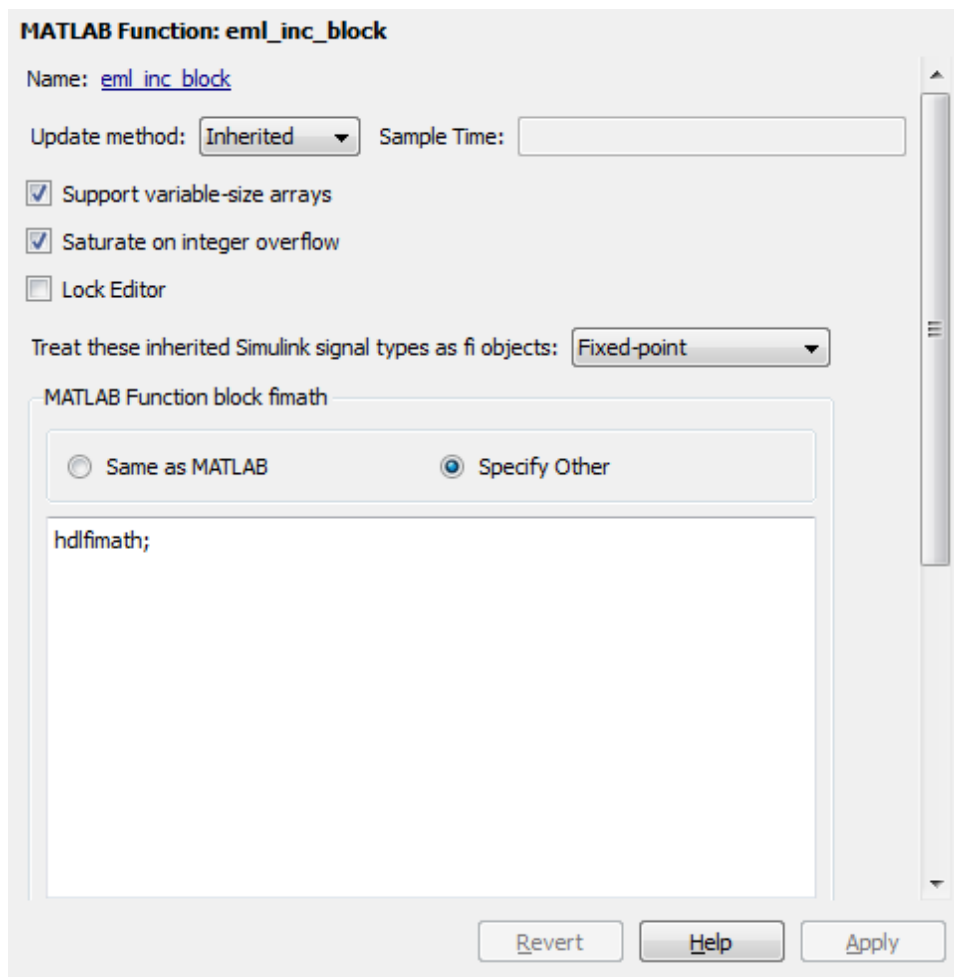 MATLAB Function: eml_inc_block
Name: eml_inc_block
Update method: Inherited Sample Time:
Support variable-size arrays
Saturate on integer overflow
Lock Editor
Treat these inherited Simulink signal types as fi objects: Fixed-point
MATLAB Function block fimath
Same as MATLAB Specify Other
hdlfimath;
Revert Help Apply